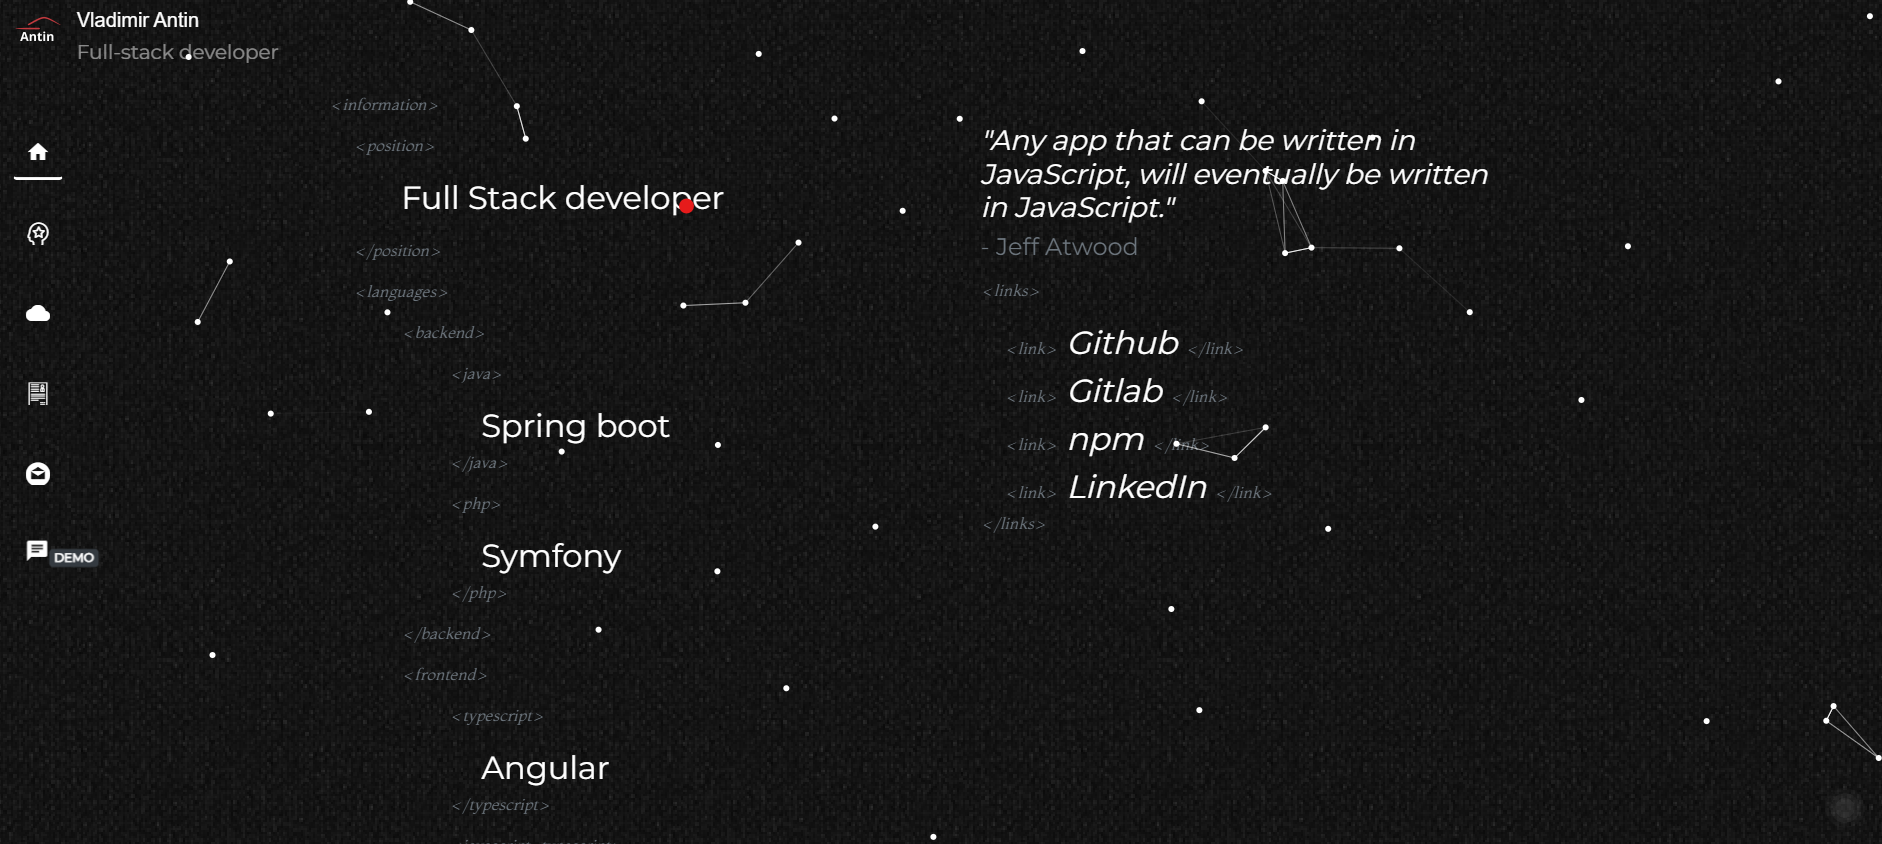 Antin
Vladimir Antin
Full-stack developer
<information>
<position>
Full Stack developer
</position>
<languages>
<backend>
<java>
Spring boot
</java>
<php>
Symfony
</php>
</backend>
<frontend>
<typescript>
Angular
</typescript>
"Any app that can be written in
JavaScript, will eventually be written
in JavaScript."
- Jeff Atwood
<links>
<link> Github </link>
<link> Gitlab </link>
<link> npm </link>
<link> LinkedIn </link>
</links>
DEMO